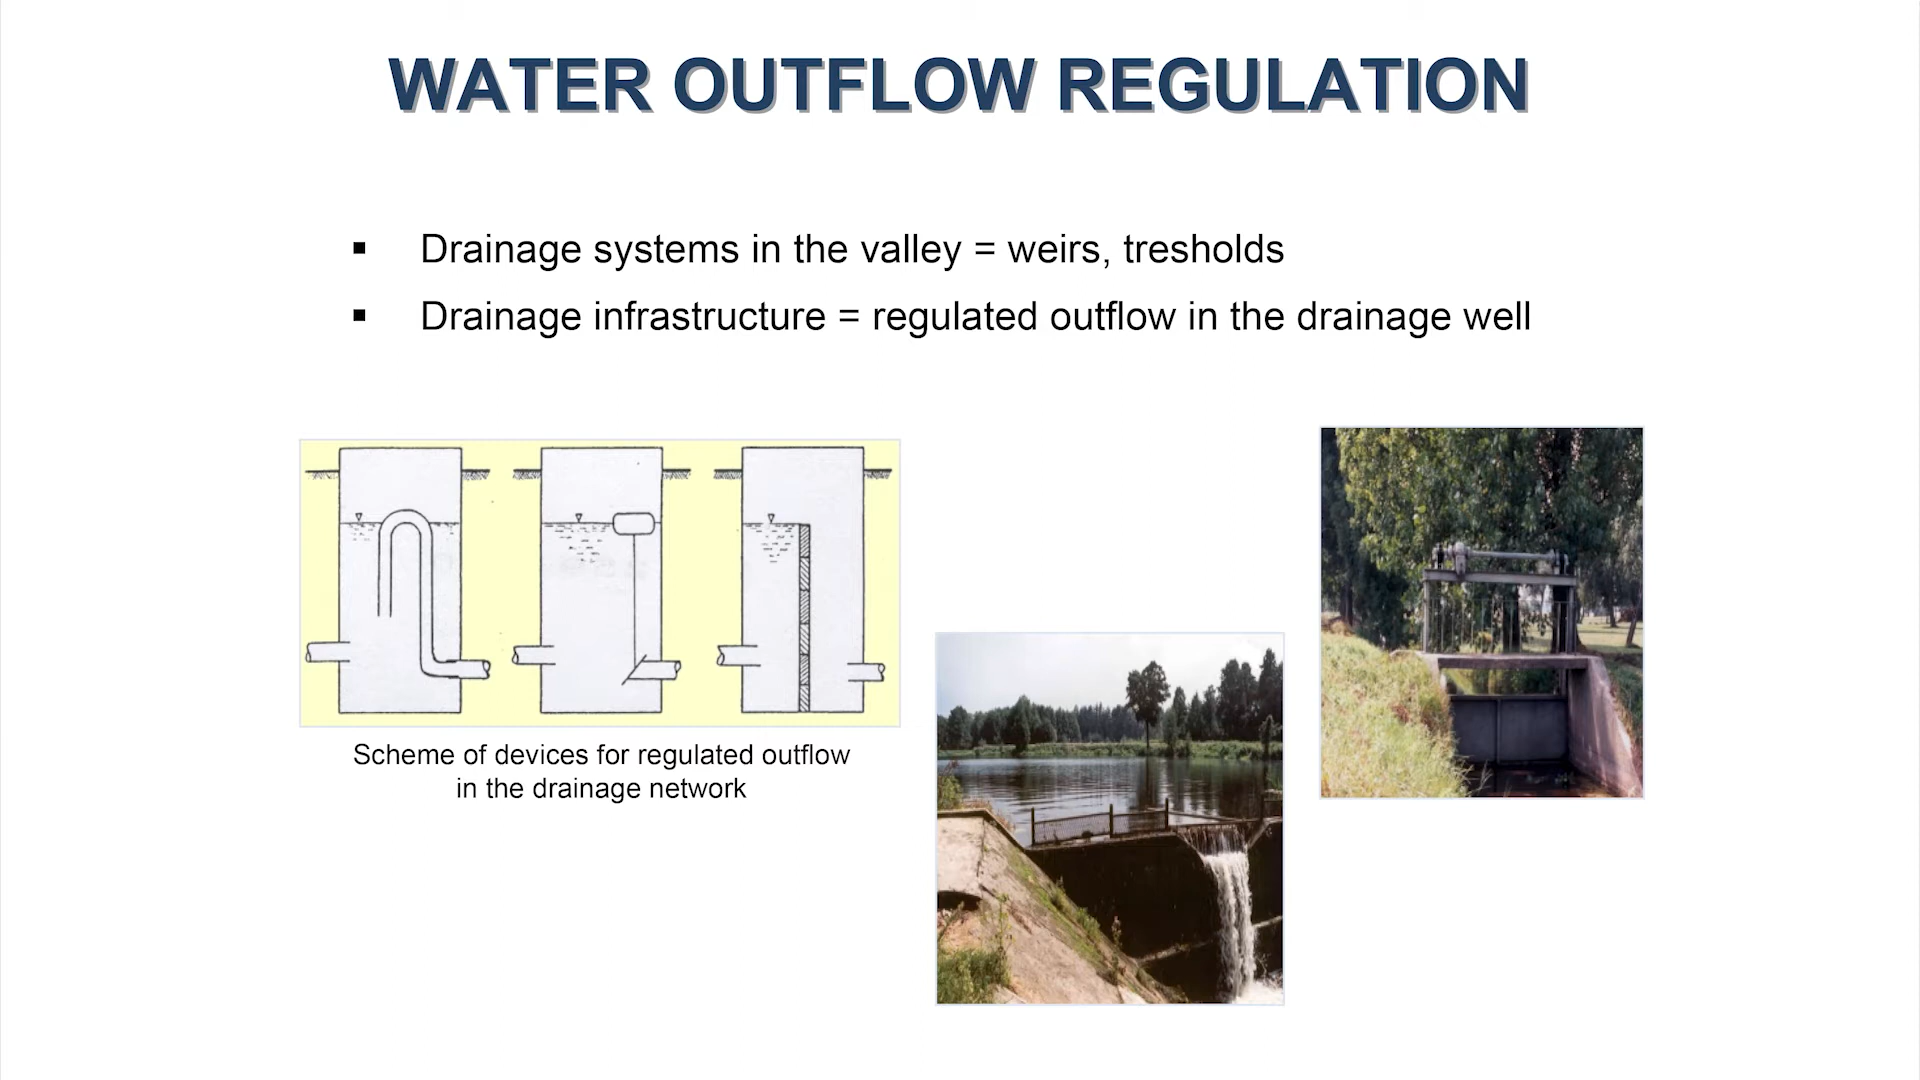 WATER OUTFLOW REGULATION
▪ Drainage systems in the valley = weirs, tresholds
▪ Drainage infrastructure = regulated outflow in the drainage well
Scheme of devices for regulated outflow
in the drainage network